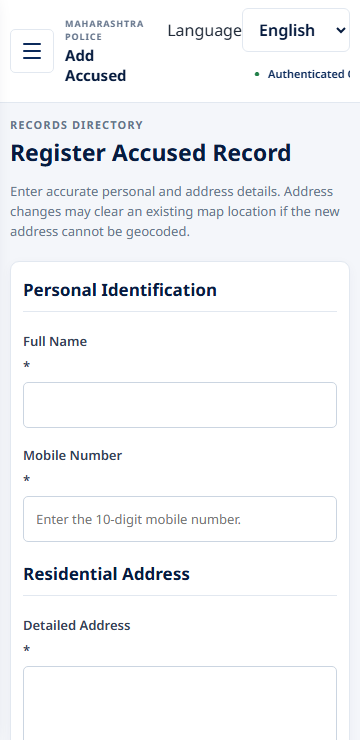 MAHARASHTRA
POLICE
Add
Accused
Language
English
Authenticated
RECORDS DIRECTORY
Register Accused Record
Enter accurate personal and address details. Address
changes may clear an existing map location if the new
address cannot be geocoded.
Personal Identification
Full Name
*
Mobile Number
*
Enter the 10-digit mobile number.
Residential Address
Detailed Address
*